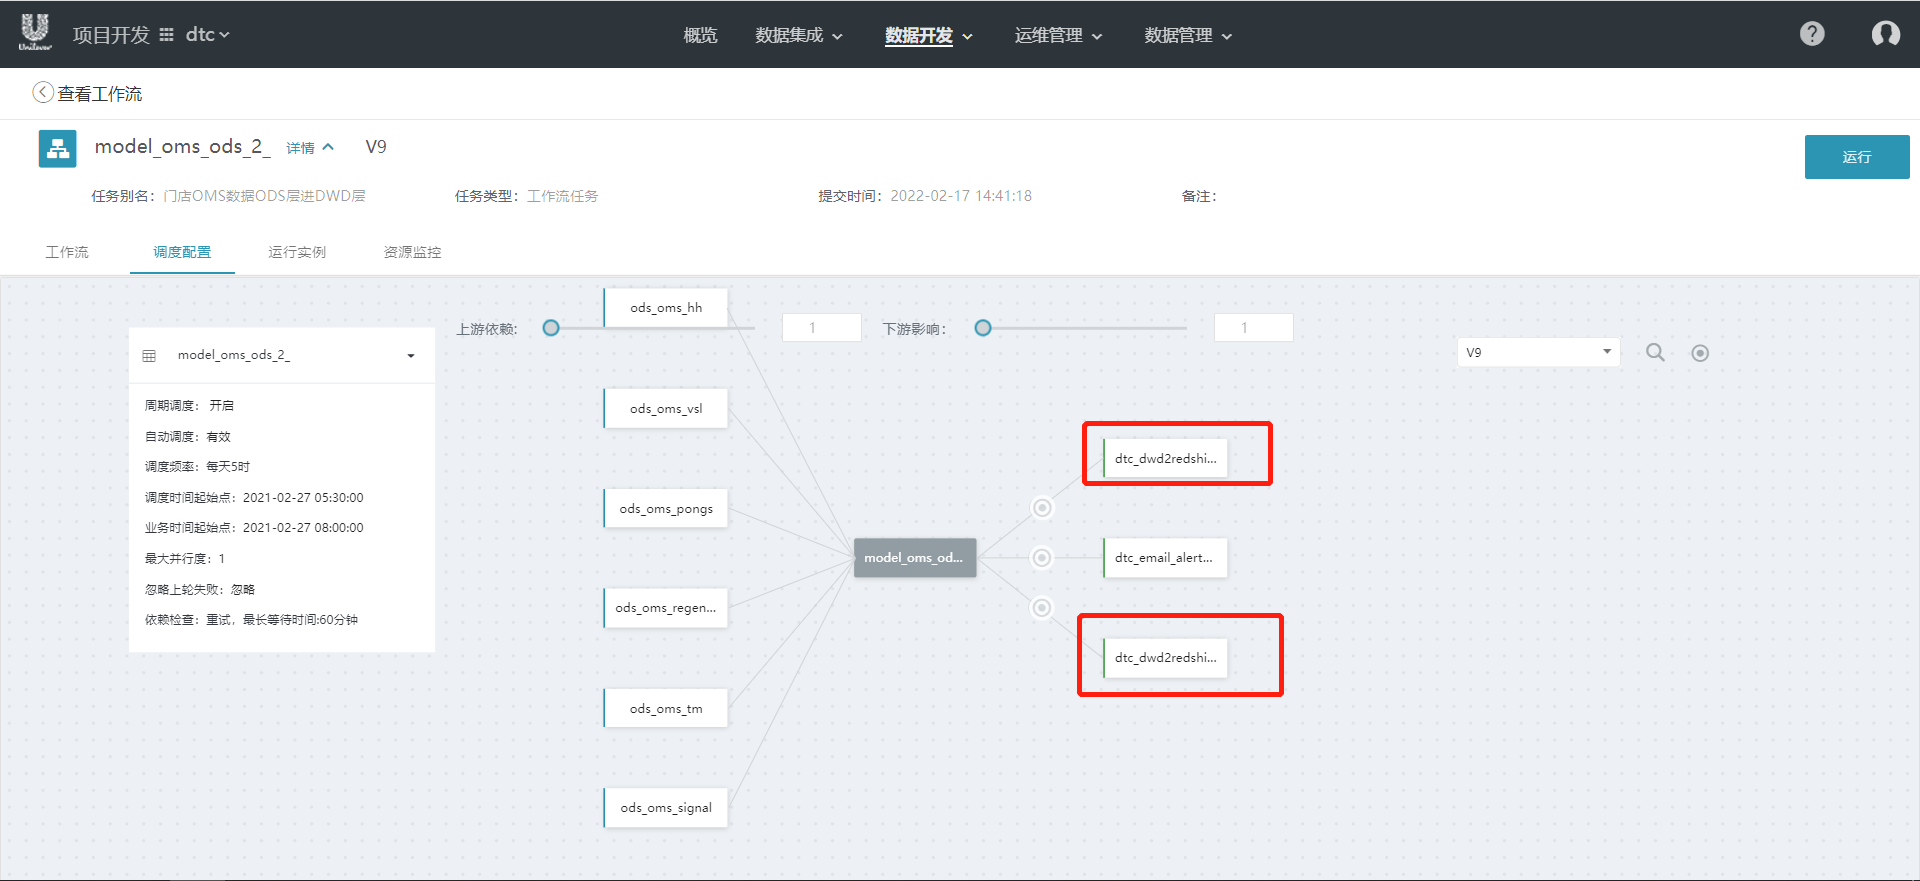 Unilever
项目开发 dtc
概览 数据集成 数据开发 运维管理 数据管理
查看工作流
model_oms_ods_2_ 详情 V9
运行
任务别名：门店OMS数据ODS层进DWD层 任务类型：工作流任务 提交时间：2022-02-17 14:41:18 备注：
工作流 调度配置 运行实例 资源监控
上游依赖: 1 下游影响: 1
V9
model_oms_ods_2_
周期调度： 开启
自动调度：有效
调度频率：每天5时
调度时间起始点：2021-02-27 05:30:00
业务时间起始点：2021-02-27 08:00:00
最大并行度：1
忽略上轮失败：忽略
依赖检查：重试，最长等待时间:60分钟
ods_oms_hh
ods_oms_vsl
ods_oms_pongs
ods_oms_regen...
ods_oms_tm
ods_oms_signal
model_oms_od...
dtc_dwd2redshi...
dtc_email_alert...
dtc_dwd2redshi...